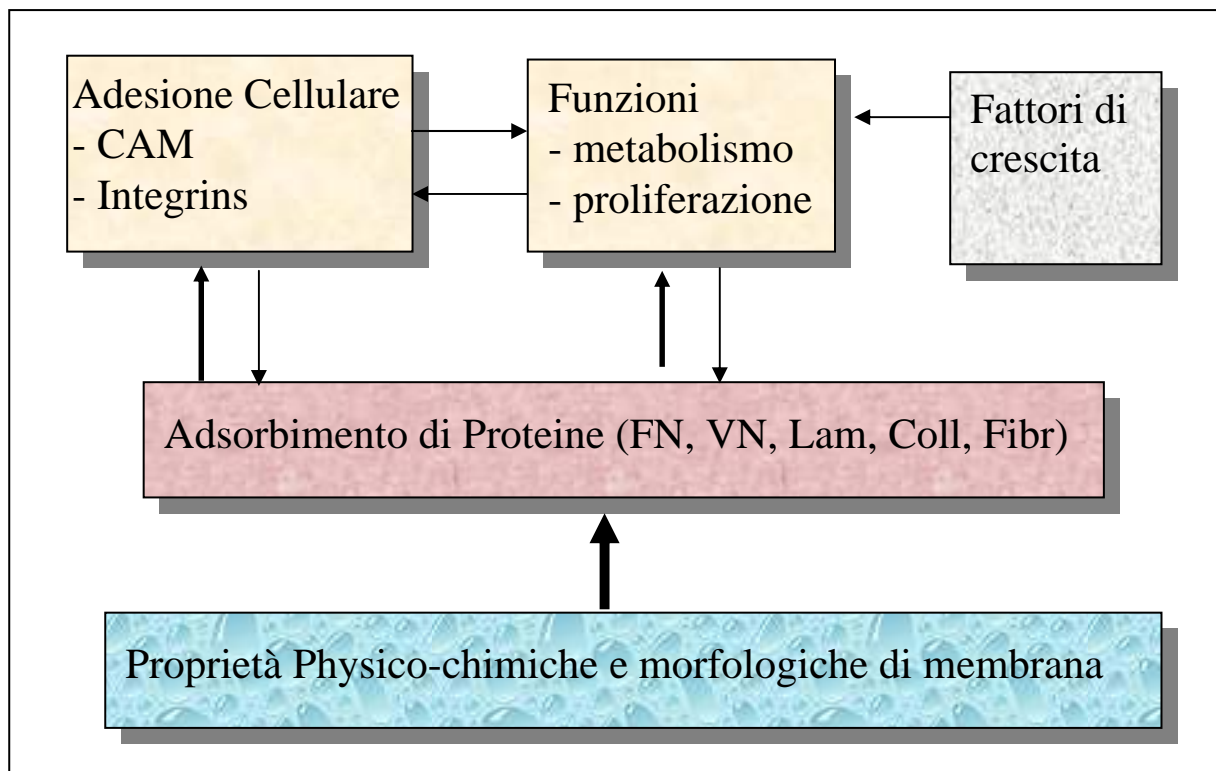 Adesione Cellulare
- CAM
- Integrins
Funzioni
- metabolismo
- proliferazione
Fattori di
crescita
Adsorbimento di Proteine (FN, VN, Lam, Coll, Fibr)
Proprietà Physico-chimiche e morfologiche di membrana